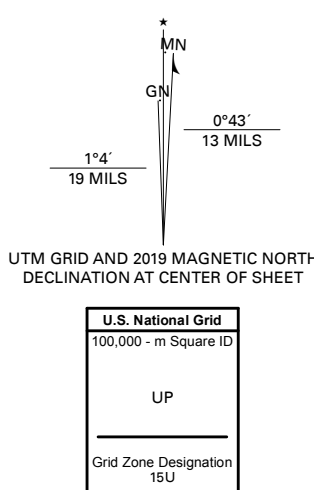 ★
MN
GN
0°43´
13 MILS
1°4´
19 MILS
UTM GRID AND 2019 MAGNETIC NORTH
DECLINATION AT CENTER OF SHEET
U.S. National Grid
100,000 - m Square ID
UP
Grid Zone Designation
15U